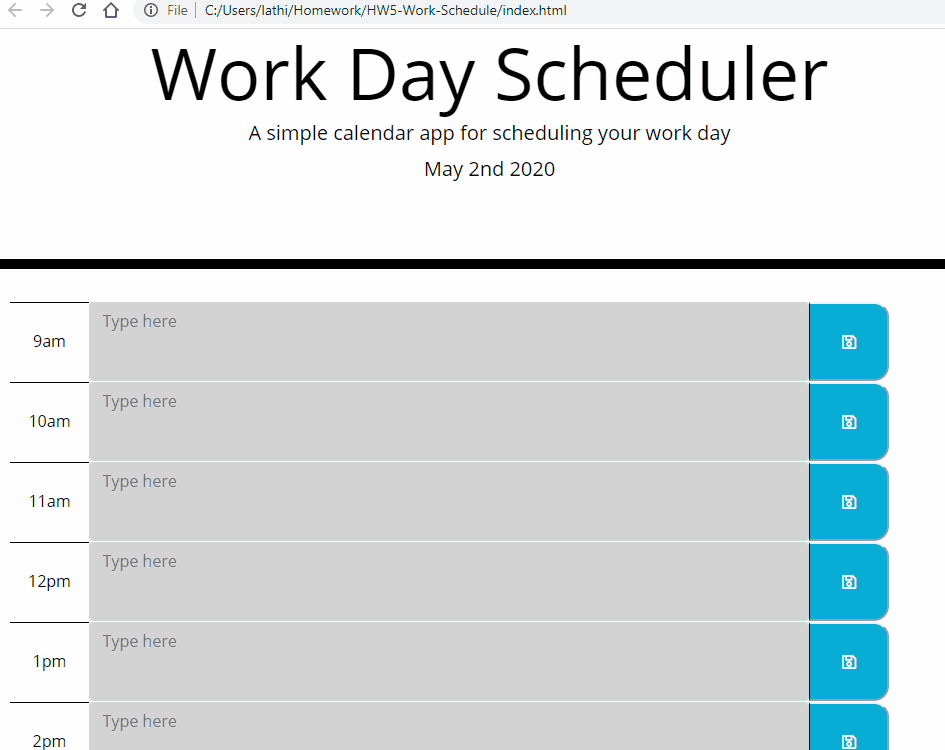 File C:/Users/lathi/Homework/HW5-Work-Schedule/index.html
Work Day Scheduler
A simple calendar app for scheduling your work day
May 2nd 2020
9am Type here
10am Type here
11am Type here
12pm Type here
1pm Type here
2pm Type here